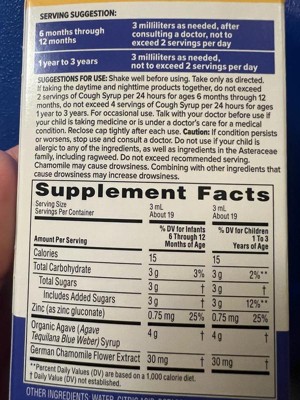 SERVING SUGGESTION:
6 months through 3 milliliters as needed, after
12 months consulting a doctor, not to
exceed 2 servings per day
1 year to 3 years 3 milliliters as needed,
not to exceed 2 servings per day
SUGGESTIONS FOR USE: Shake well before using. Take only as directed.
If taking the daytime and nighttime products together, do not exceed
2 servings of Cough Syrup per 24 hours for ages 6 months through 12
months, do not exceed 4 servings of Cough Syrup per 24 hours for ages
1 year to 3 years. For occasional use. Talk with your doctor before use if
your child is taking medicine or is under a doctor's care for a medical
condition. Reclose cap tightly after each use. Caution: If condition persists
or worsens, stop use and consult a doctor. Do not use if your child is
allergic to any of the ingredients, as well as ingredients in the Asteraceae
family, including ragweed. Do not exceed recommended serving.
Chamomile may cause drowsiness. Combining with other ingredients that
cause drowsiness may increase drowsiness.
Supplement Facts
Serving Size 3 mL 3 mL
Servings Per Container About 19 About 19
% DV for Infants % DV for Children
6 Through 12 1 To 3
Amount Per Serving Months of Age Years of Age
Calories 15 15
Total Carbohydrate 3 g 3% 3 g 2%**
Total Sugars 3 g † 3 g †
Includes Added Sugars 3 g † 3 g 12%**
Zinc (as zinc gluconate) 0.75 mg 25% 0.75 mg 25%
Organic Agave (Agave 4 g † 4 g †
Tequilana Blue Weber) Syrup
German Chamomile Flower Extract 30 mg † 30 mg †
**Percent Daily Values (DV) are based on a 1,000 calorie diet.
† Daily Value (DV) not established.
OTHER INGREDIENTS: WATER, CITRIC